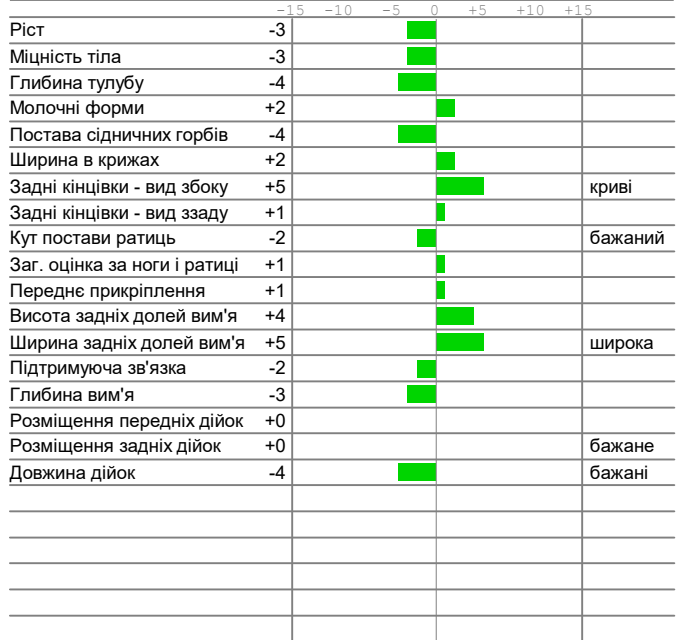 -15 -10 -5 0 +5 +10 +15
Ріст -3
Міцність тіла -3
Глибина тулубу -4
Молочні форми +2
Постава сідничних горбів -4
Ширина в крижах +2
Задні кінцівки - вид збоку +5 криві
Задні кінцівки - вид ззаду +1
Кут постави ратиць -2 бажаний
Заг. оцінка за ноги і ратиці +1
Переднє прикріплення +1
Висота задніх долей вим'я +4
Ширина задніх долей вим'я +5 широка
Підтримуюча зв'язка -2
Глибина вим'я -3
Розміщення передніх дійок +0
Розміщення задніх дійок +0 бажане
Довжина дійок -4 бажані